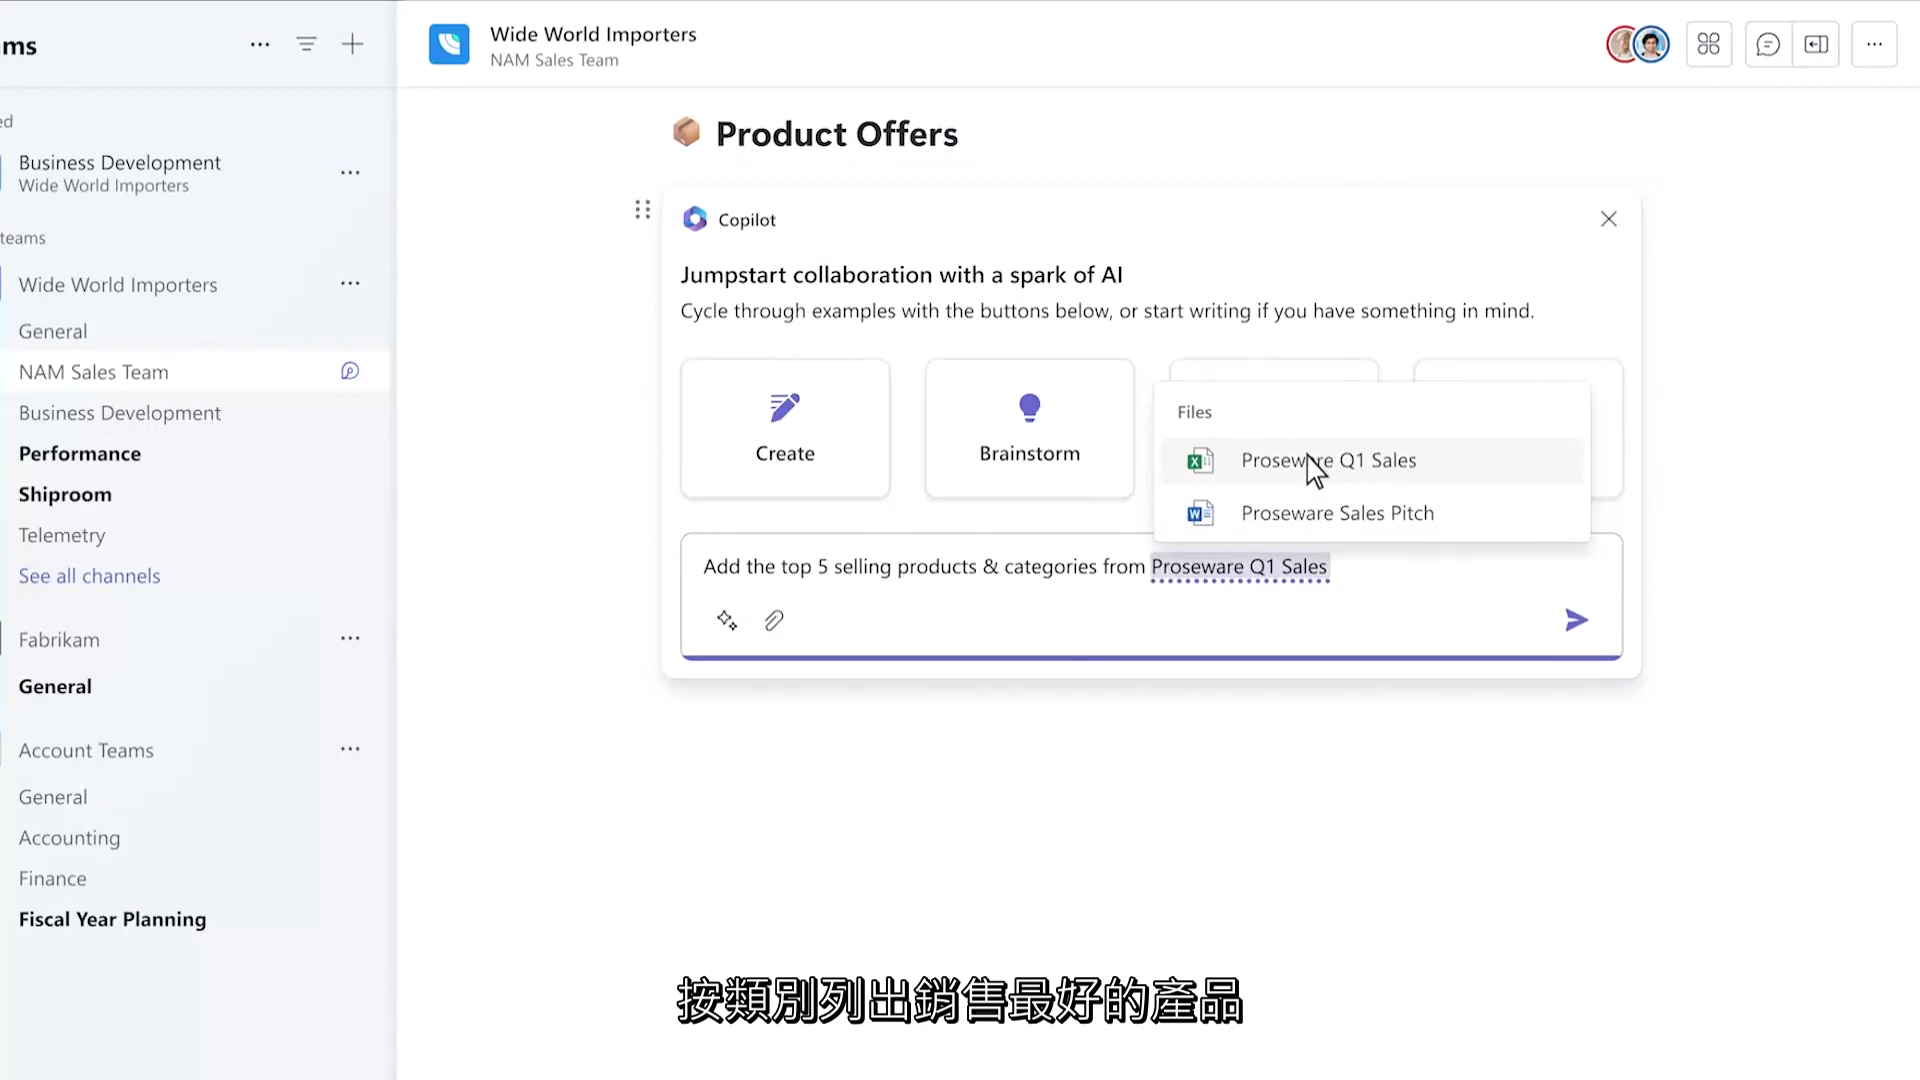 ms
ed
Business Development
Wide World Importers
teams
Wide World Importers
General
NAM Sales Team
Business Development
Performance
Shiproom
Telemetry
See all channels
Fabrikam
General
Account Teams
General
Accounting
Finance
Fiscal Year Planning
Wide World Importers
NAM Sales Team
Product Offers
Copilot
Jumpstart collaboration with a spark of AI
Cycle through examples with the buttons below, or start writing if you have something in mind.
Create
Brainstorm
Files
Proseware Q1 Sales
Proseware Sales Pitch
Add the top 5 selling products & categories from Proseware Q1 Sales
按類別列出銷售最好的產品